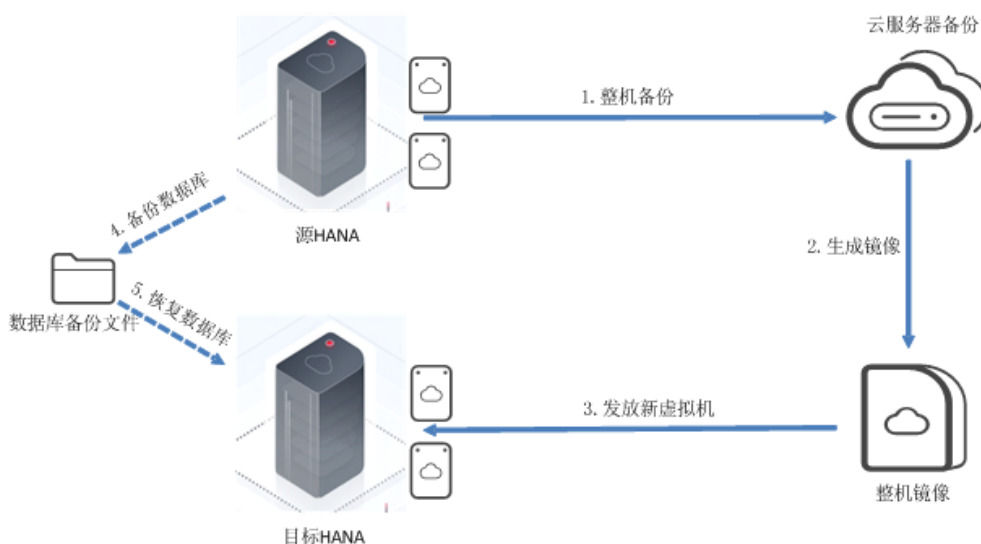 云服务器备份
1.整机备份
4.备份数据库
源HANA
2.生成镜像
5.恢复数据库
数据库备份文件
3.发放新虚拟机
整机镜像
目标HANA